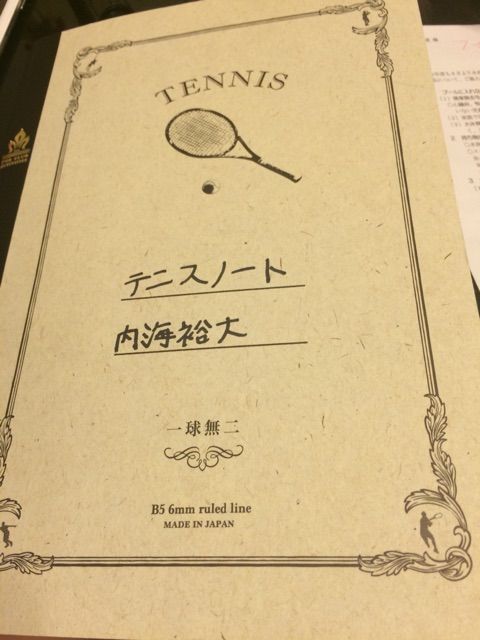 TENNIS
テニスノート
内海裕大
一球無二
B5 6mm ruled line
MADE IN JAPAN